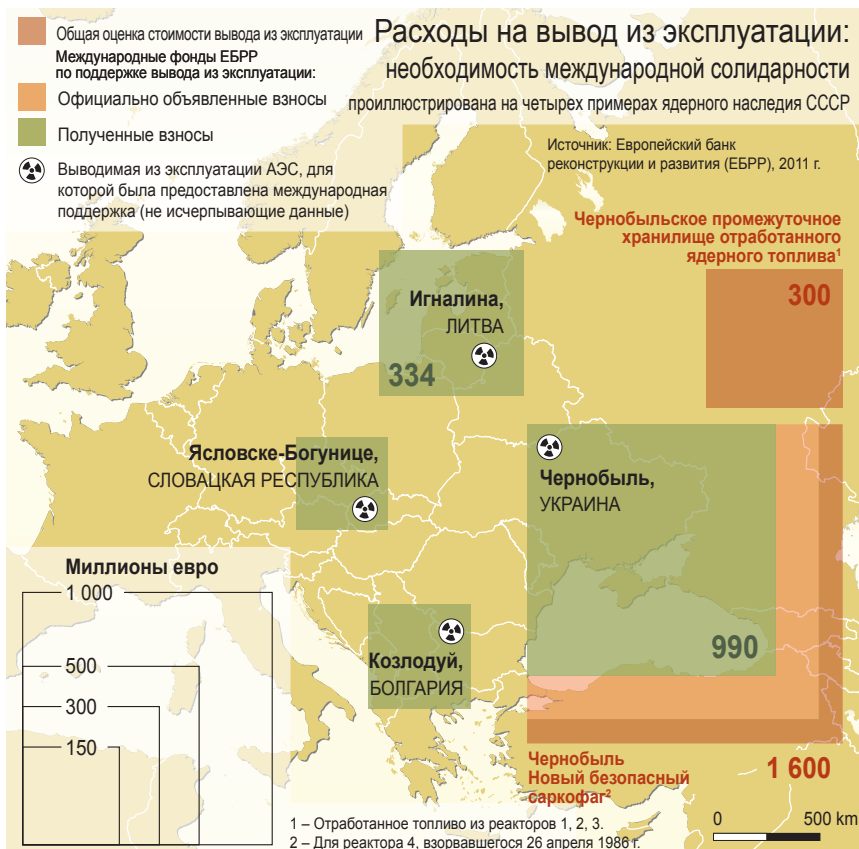 Расходы на вывод из эксплуатации:
необходимость международной солидарности
проиллюстрирована на четырех примерах ядерного наследия СССР
Общая оценка стоимости вывода из эксплуатации
Международные фонды ЕБРР
по поддержке вывода из эксплуатации:
Официально объявленные взносы
Полученные взносы
Выводимая из эксплуатации АЭС, для
которой была предоставлена международная
поддержка (не исчерпывающие данные)
Источник: Европейский банк
реконструкции и развития (ЕБРР), 2011 г.
Чернобыльское промежуточное
хранилище отработанного
ядерного топлива¹
300
Игналина,
ЛИТВА
334
Ясловске-Богунице,
СЛОВАЦКАЯ РЕСПУБЛИКА
Чернобыль,
УКРАИНА
990
Козлодуй,
БОЛГАРИЯ
Миллионы евро
1 000
500
300
150
Чернобыль
Новый безопасный
саркофаг²
1 600
0 500 km
1 – Отработанное топливо из реакторов 1, 2, 3.
2 – Для реактора 4, взорвавшегося 26 апреля 1986 г.